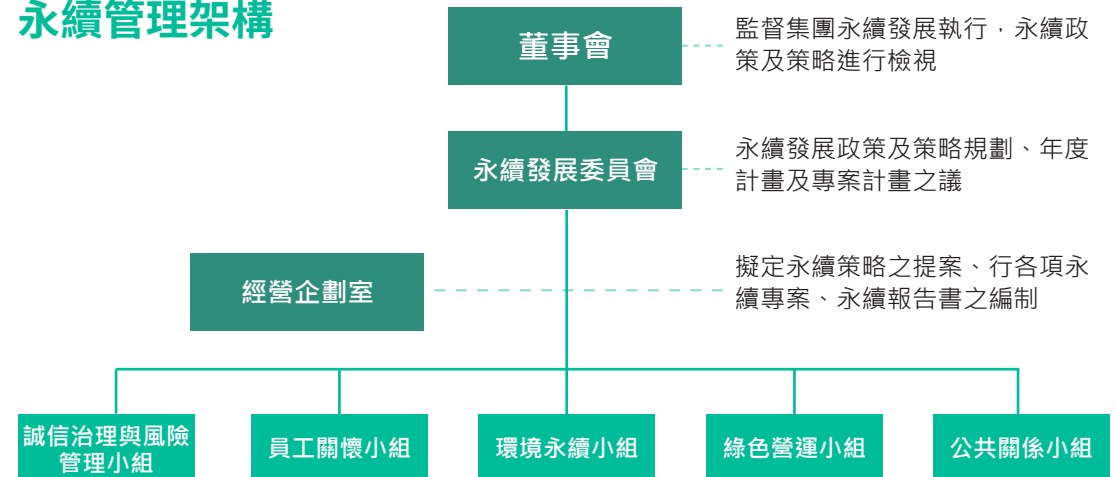 永續管理架構
董事會
監督集團永續發展執行，永續政
策及策略進行檢視
永續發展委員會
永續發展政策及策略規劃、年度
計畫及專案計畫之議
經營企劃室
擬定永續策略之提案、行各項永
續專案、永續報告書之編制
誠信治理與風險
管理小組
員工關懷小組
環境永續小組
綠色營運小組
公共關係小組